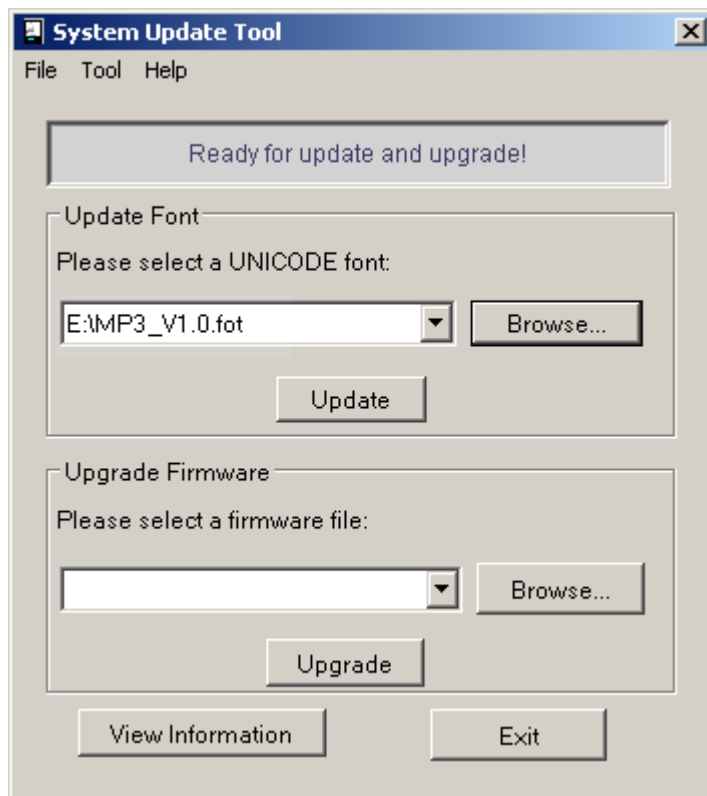 System Update Tool
File Tool Help
Ready for update and upgrade!
Update Font
Please select a UNICODE font:
E:\MP3_V1.0.fot Browse...
Update
Upgrade Firmware
Please select a firmware file:
Browse...
Upgrade
View Information Exit